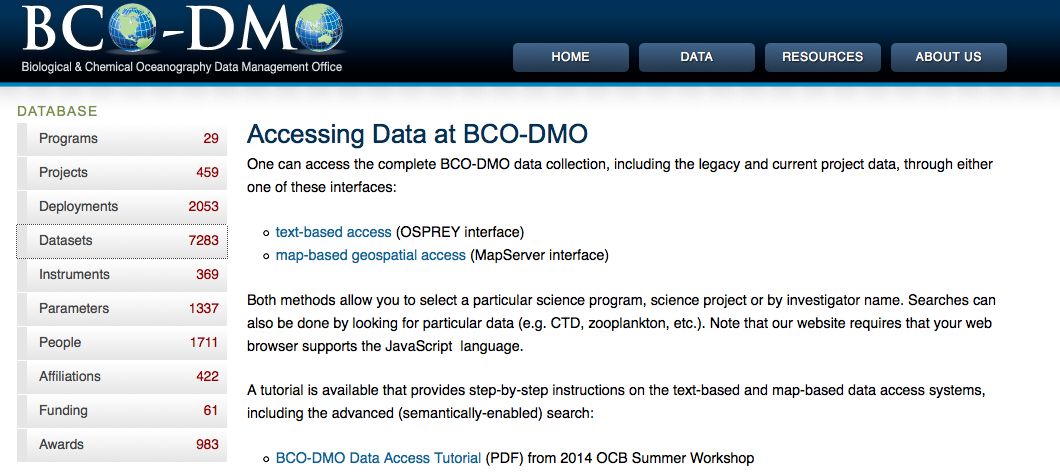 BCO-DMO
Biological & Chemical Oceanography Data Management Office
HOME
DATA
RESOURCES
ABOUT US
DATABASE
Programs 29
Projects 459
Deployments 2053
Datasets 7283
Instruments 369
Parameters 1337
People 1711
Affiliations 422
Funding 61
Awards 983
Accessing Data at BCO-DMO
One can access the complete BCO-DMO data collection, including the legacy and current project data, through either
one of these interfaces:
text-based access (OSPREY interface)
map-based geospatial access (MapServer interface)
Both methods allow you to select a particular science program, science project or by investigator name. Searches can
also be done by looking for particular data (e.g. CTD, zooplankton, etc.). Note that our website requires that your web
browser supports the JavaScript language.
A tutorial is available that provides step-by-step instructions on the text-based and map-based data access systems,
including the advanced (semantically-enabled) search:
BCO-DMO Data Access Tutorial (PDF) from 2014 OCB Summer Workshop